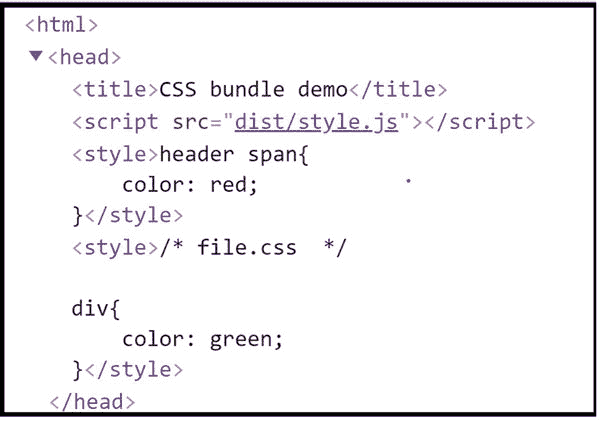 <html>
<head>
<title>CSS bundle demo</title>
<script src="dist/style.js"></script>
<style>header span{
color: red;
}</style>
<style>/* file.css  */
div{
color: green;
}</style>
</head>